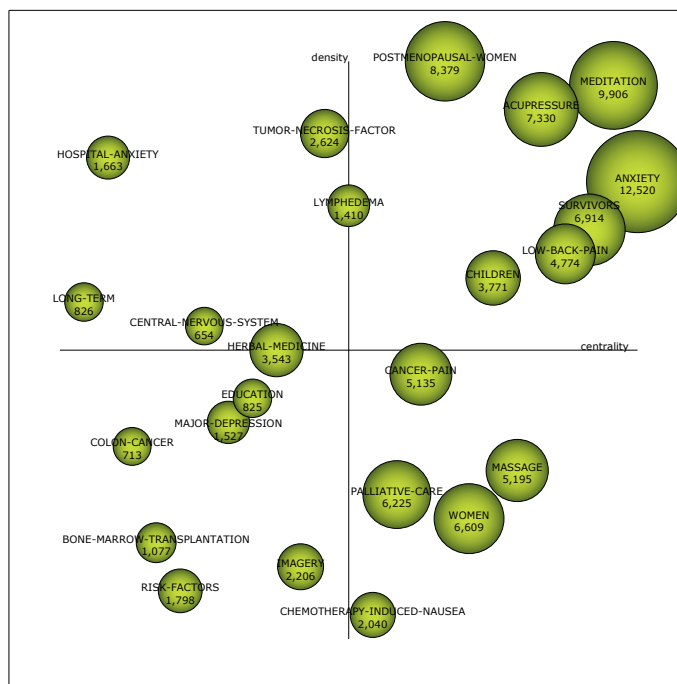 density
POSTMENOPAUSAL-WOMEN
8,379
MEDITATION
9,906
ACUPRESSURE
7,330
TUMOR-NECROSIS-FACTOR
2,624
HOSPITAL-ANXIETY
1,663
ANXIETY
12,520
LYMPHEDEMA
1,410
SURVIVORS
6,914
LOW-BACK-PAIN
4,774
CHILDREN
3,771
LONG-TERM
826
CENTRAL-NERVOUS-SYSTEM
654
HERBAL-MEDICINE
3,543
centrality
CANCER-PAIN
5,135
EDUCATION
825
MAJOR-DEPRESSION
1,527
COLON-CANCER
713
MASSAGE
5,195
PALLIATIVE-CARE
6,225
WOMEN
6,609
BONE-MARROW-TRANSPLANTATION
1,077
IMAGERY
2,206
RISK-FACTORS
1,798
CHEMOTHERAPY-INDUCED-NAUSEA
2,040